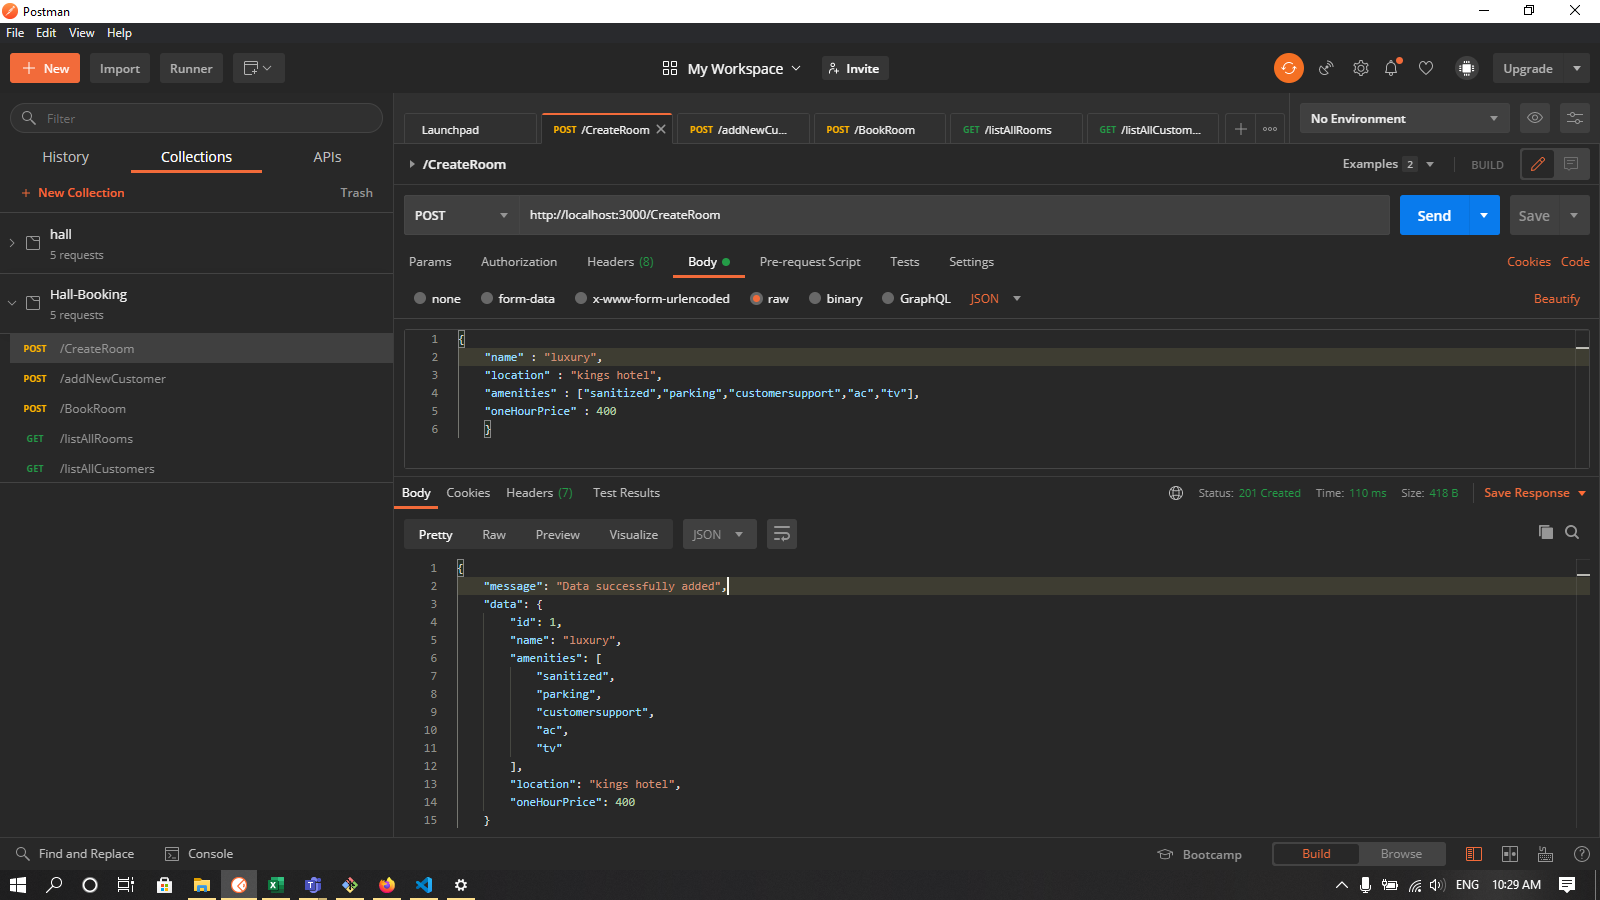 Postman
File Edit View Help
New Import Runner My Workspace Invite Upgrade
Filter
History Collections APIs
New Collection Trash
hall
5 requests
Hall-Booking
5 requests
POST /CreateRoom
POST /addNewCustomer
POST /BookRoom
GET /listAllRooms
GET /listAllCustomers
Launchpad POST /CreateRoom POST /addNewCu... POST /BookRoom GET /listAllRooms GET /listAllCustom... No Environment
/CreateRoom Examples 2 BUILD
POST http://localhost:3000/CreateRoom Send Save
Params Authorization Headers (8) Body Pre-request Script Tests Settings Cookies Code
none form-data x-www-form-urlencoded raw binary GraphQL JSON Beautify
1 {
2 "name" : "luxury",
3 "location" : "kings hotel",
4 "amenities" : ["sanitized","parking","customersupport","ac","tv"],
5 "oneHourPrice" : 400
6 }
Body Cookies Headers (7) Test Results Status: 201 Created Time: 110 ms Size: 418 B Save Response
Pretty Raw Preview Visualize JSON
1 {
2 "message": "Data successfully added",
3 "data": {
4 "id": 1,
5 "name": "luxury",
6 "amenities": [
7 "sanitized",
8 "parking",
9 "customersupport",
10 "ac",
11 "tv"
12 ],
13 "location": "kings hotel",
14 "oneHourPrice": 400
15 }
Find and Replace Console Bootcamp Build Browse
ENG 10:29 AM